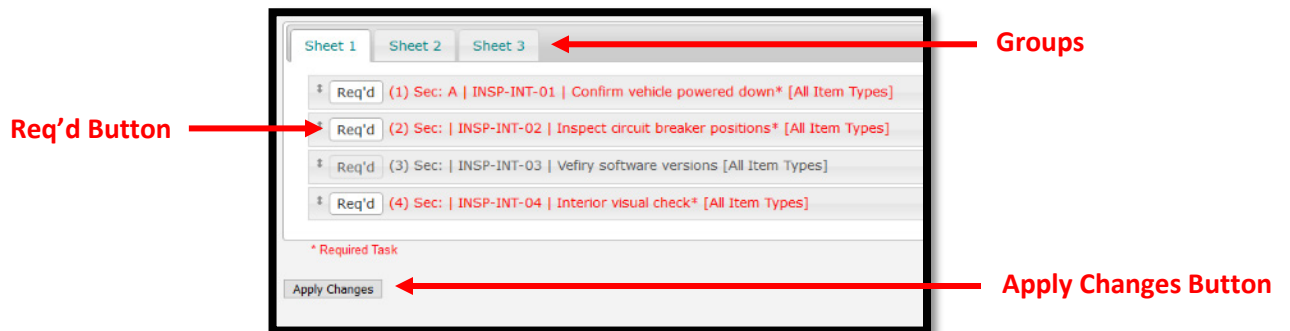 Sheet 1 Sheet 2 Sheet 3
Groups
Req'd (1) Sec: A | INSP-INT-01 | Confirm vehicle powered down* [All Item Types]
Req’d Button
Req'd (2) Sec: | INSP-INT-02 | Inspect circuit breaker positions* [All Item Types]
Req'd (3) Sec: | INSP-INT-03 | Vefiry software versions [All Item Types]
Req'd (4) Sec: | INSP-INT-04 | Interior visual check* [All Item Types]
* Required Task
Apply Changes
Apply Changes Button